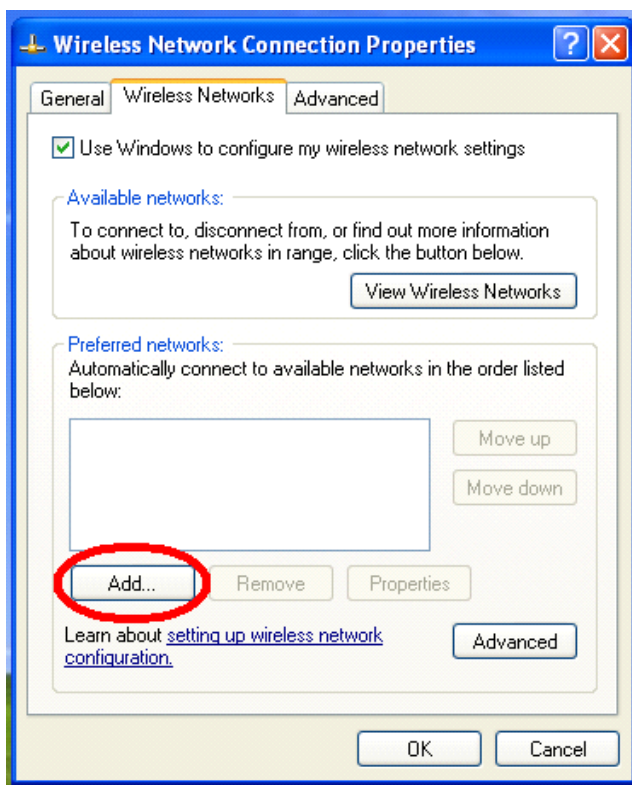 Wireless Network Connection Properties
General Wireless Networks Advanced
Use Windows to configure my wireless network settings
Available networks:
To connect to, disconnect from, or find out more information
about wireless networks in range, click the button below.
View Wireless Networks
Preferred networks:
Automatically connect to available networks in the order listed
below:
Move up
Move down
Add... Remove Properties
Learn about setting up wireless network
configuration.
Advanced
OK Cancel